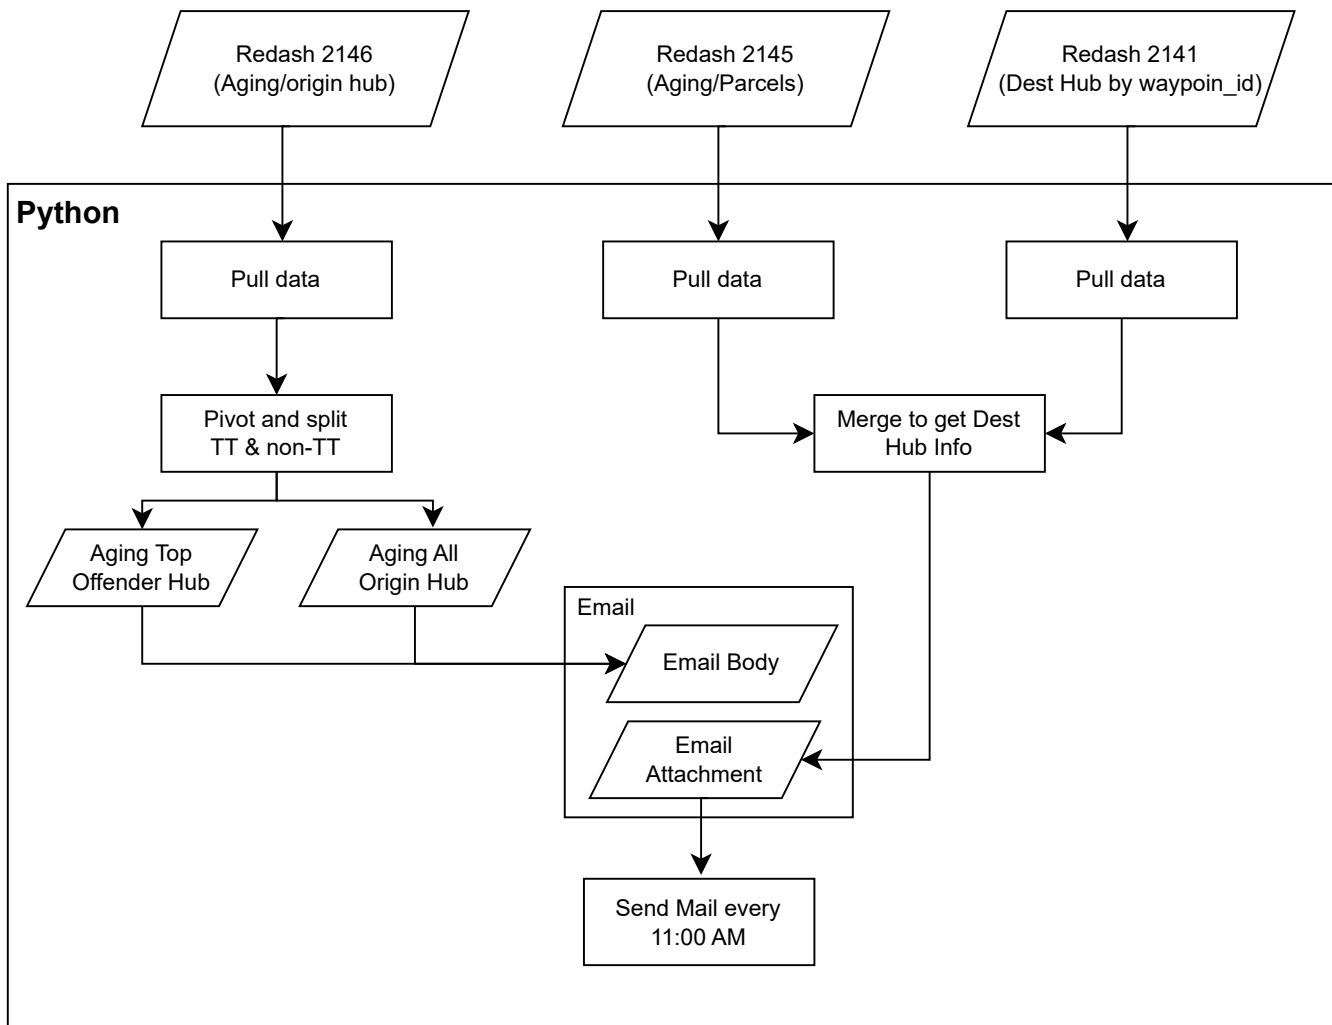 Redash 2146
(Aging/origin hub)
Redash 2145
(Aging/Parcels)
Redash 2141
(Dest Hub by waypoin_id)
Python
Pull data
Pull data
Pull data
Pivot and split
TT & non-TT
Merge to get Dest
Hub Info
Aging Top
Offender Hub
Aging All
Origin Hub
Email
Email Body
Email
Attachment
Send Mail every
11:00 AM